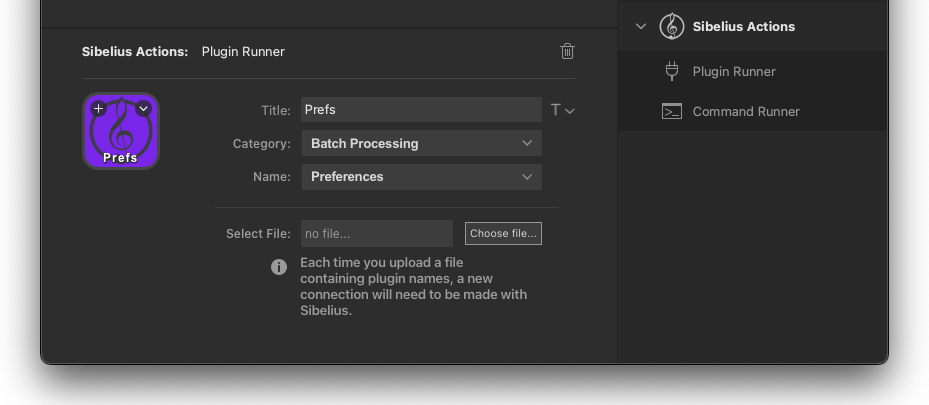 Sibelius Actions: Plugin Runner
Prefs
Title: Prefs T
Category: Batch Processing
Name: Preferences
Select File: no file... Choose file...
Each time you upload a file
containing plugin names, a new
connection will need to be made with
Sibelius.
Sibelius Actions
Plugin Runner
Command Runner